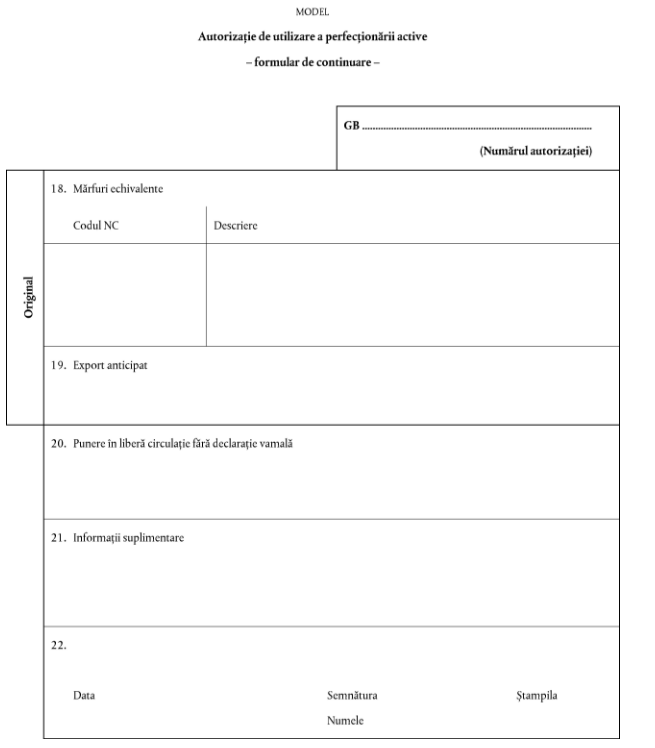 MODEL
Autorizație de utilizare a perfecționării active
– formular de continuare –
GB ................................................................................
(Numărul autorizației)
Original
18. Mărfuri echivalente
Codul NC Descriere
19. Export anticipat
20. Punere în liberă circulație fără declarație vamală
21. Informații suplimentare
22.
Data Semnătura Ștampila
Numele